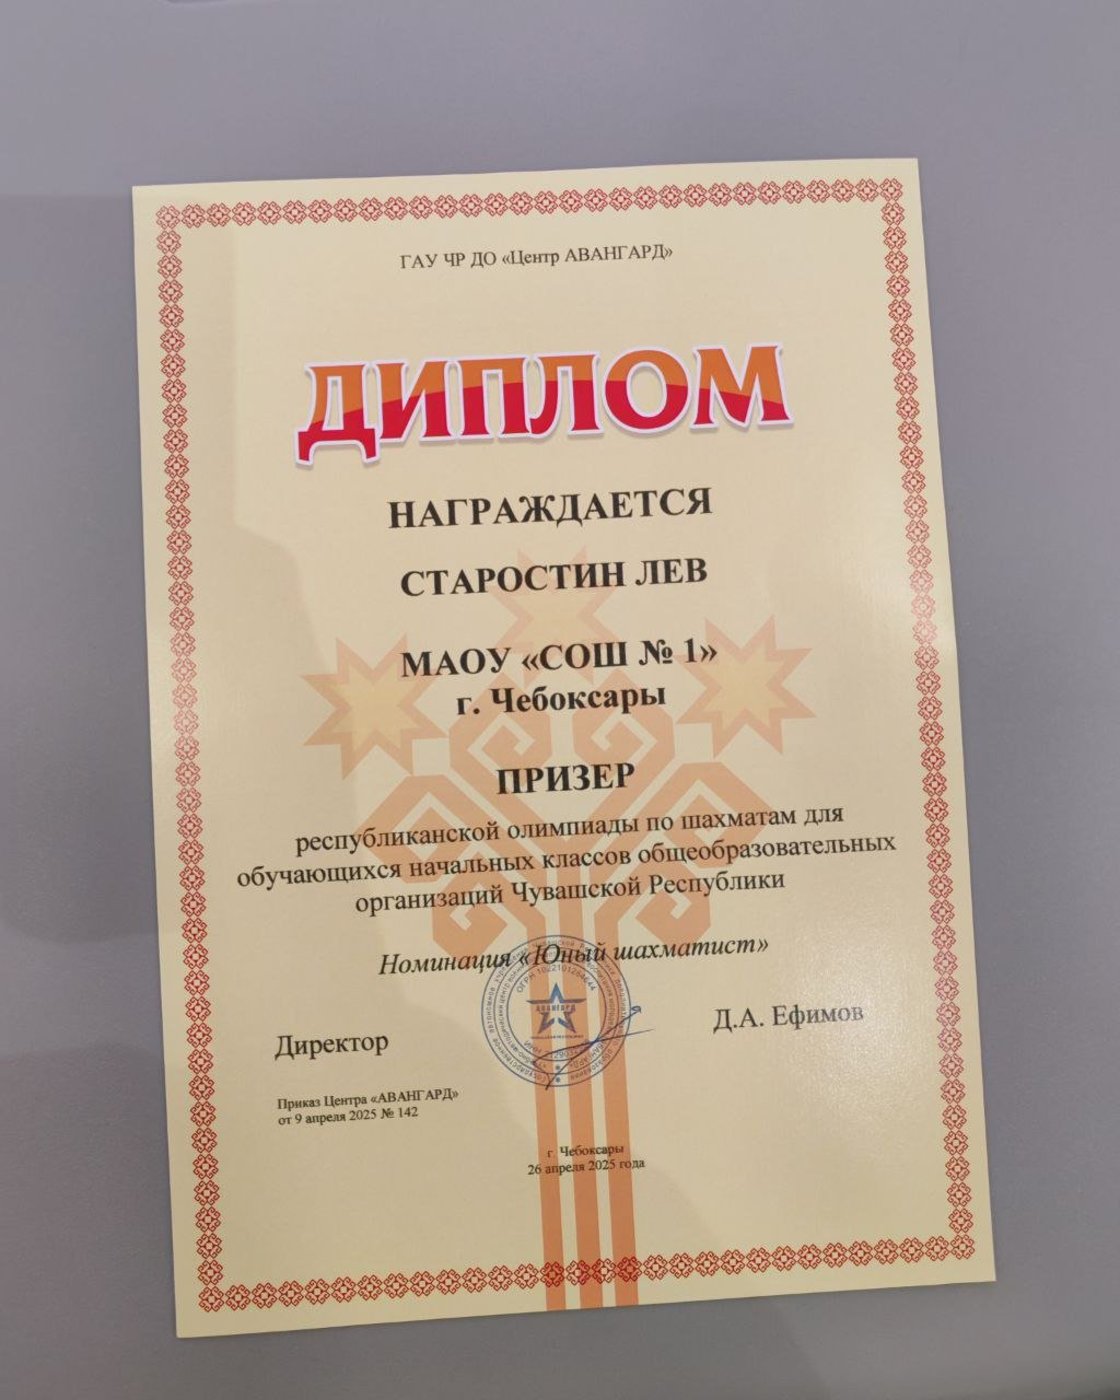 ГАУ ЧР ДО «Центр АВАНГАРД»
ДИПЛОМ
НАГРАЖДАЕТСЯ
СТАРОСТИН ЛЕВ
МАОУ «СОШ № 1»
г. Чебоксары
ПРИЗЕР
республиканской олимпиады по шахматам для
обучающихся начальных классов общеобразовательных
организаций Чувашской Республики
Номинация «Юный шахматист»
АВАНГАРД
Директор
Д.А. Ефимов
Приказ Центра «АВАНГАРД»
от 9 апреля 2025 № 142
г. Чебоксары
26 апреля 2025 года